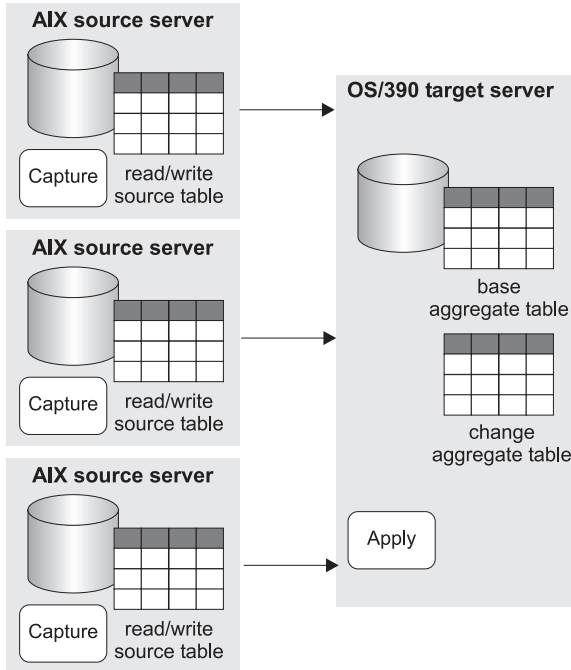 AIX source server
Capture
read/write
source table
AIX source server
Capture
read/write
source table
AIX source server
Capture
read/write
source table
OS/390 target server
base
aggregate table
change
aggregate table
Apply